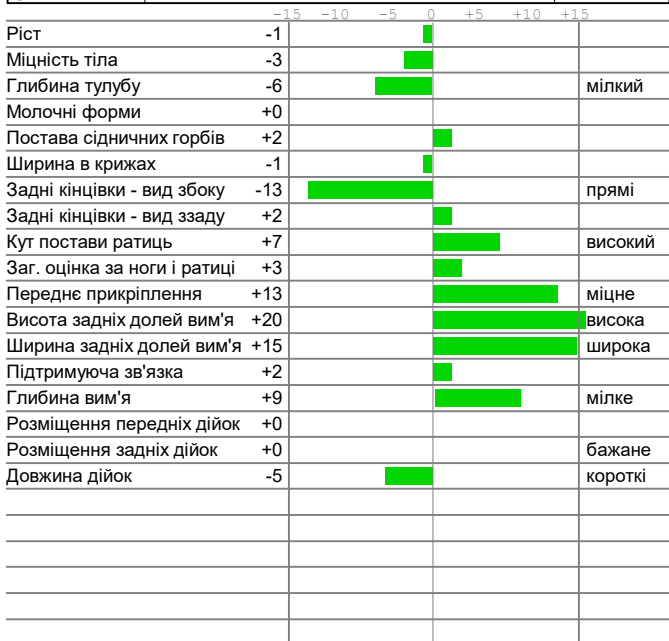 -15 -10 -5 0 +5 +10 +15
Ріст -1
Міцність тіла -3
Глибина тулубу -6 мілкий
Молочні форми +0
Постава сідничних горбів +2
Ширина в крижах -1
Задні кінцівки - вид збоку -13 прямі
Задні кінцівки - вид ззаду +2
Кут постави ратиць +7 високий
Заг. оцінка за ноги і ратиці +3
Переднє прикріплення +13 міцне
Висота задніх долей вим'я +20 висока
Ширина задніх долей вим'я +15 широка
Підтримуюча зв'язка +2
Глибина вим'я +9 мілке
Розміщення передніх дійок +0
Розміщення задніх дійок +0 бажане
Довжина дійок -5 короткі